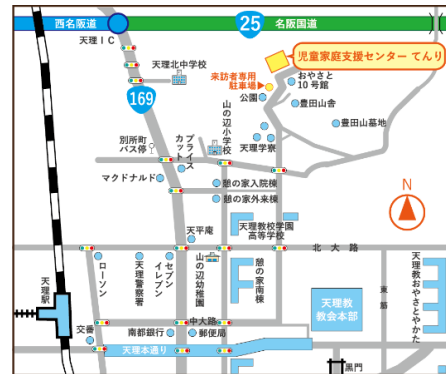 西名阪道
25
名阪国道
天理IC
天理北中学校
169
来訪者専用
駐車場
児童家庭支援センター てんり
公園
おやさと
10号館
豊田山舎
豊田山墓地
天理学寮
山の辺小学校
別所町
バス停
プライス
カット
マクドナルド
憩の家入院棟
憩の家外来棟
天理教校学園
高等学校
N
天平庵
北大路
ローソン
天理警察署
セブン
イレブン
山の辺幼稚園
憩の家南棟
天理教
教会本部
東筋
天理教おやさとやかた
天理駅
交番
南都銀行
中大路
郵便局
天理本通り
黒門